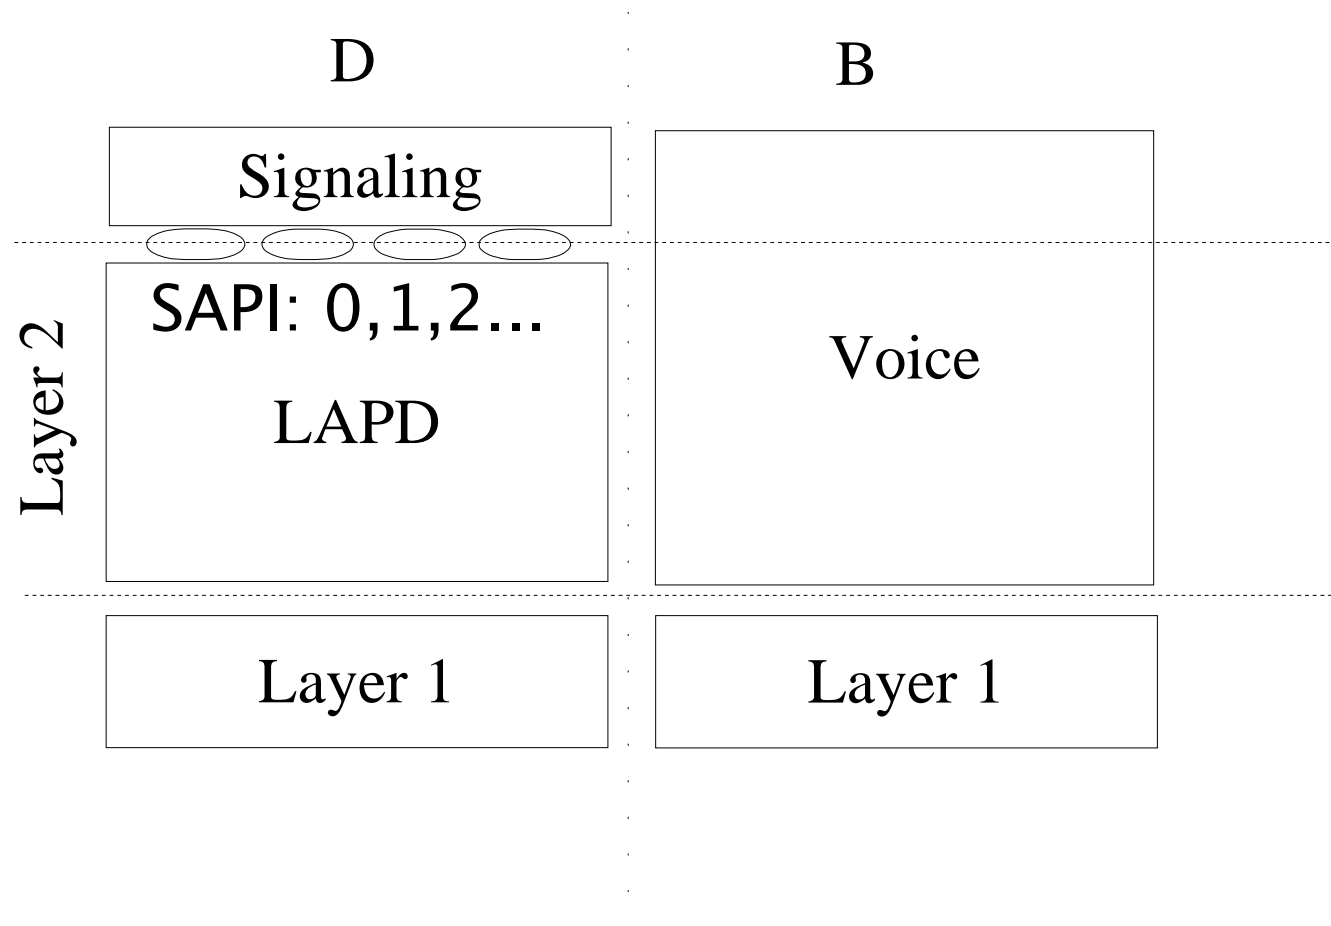 D
B
Signaling
SAPI: 0,1,2...
Layer 2
LAPD
Voice
Layer 1
Layer 1